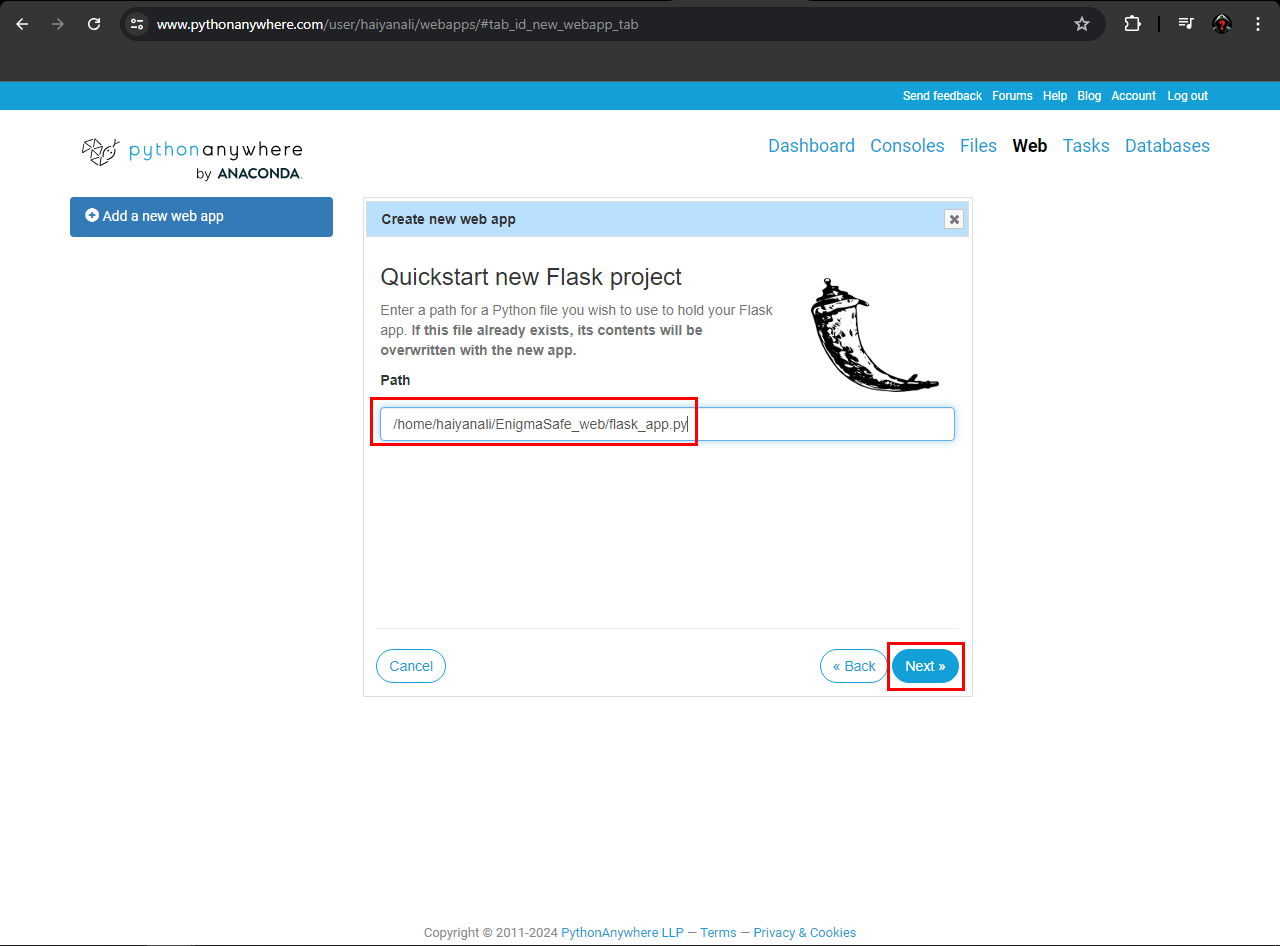 www.pythonanywhere.com/user/haiyanali/webapps/#tab_id_new_webapp_tab
Send feedback Forums Help Blog Account Log out
pythonanywhere
by ANACONDA.
Dashboard Consoles Files Web Tasks Databases
Add a new web app
Create new web app
Quickstart new Flask project
Enter a path for a Python file you wish to use to hold your Flask
app. If this file already exists, its contents will be
overwritten with the new app.
Path
/home/haiyanali/EnigmaSafe_web/flask_app.py
Cancel
« Back
Next »
Copyright © 2011-2024 PythonAnywhere LLP — Terms — Privacy & Cookies